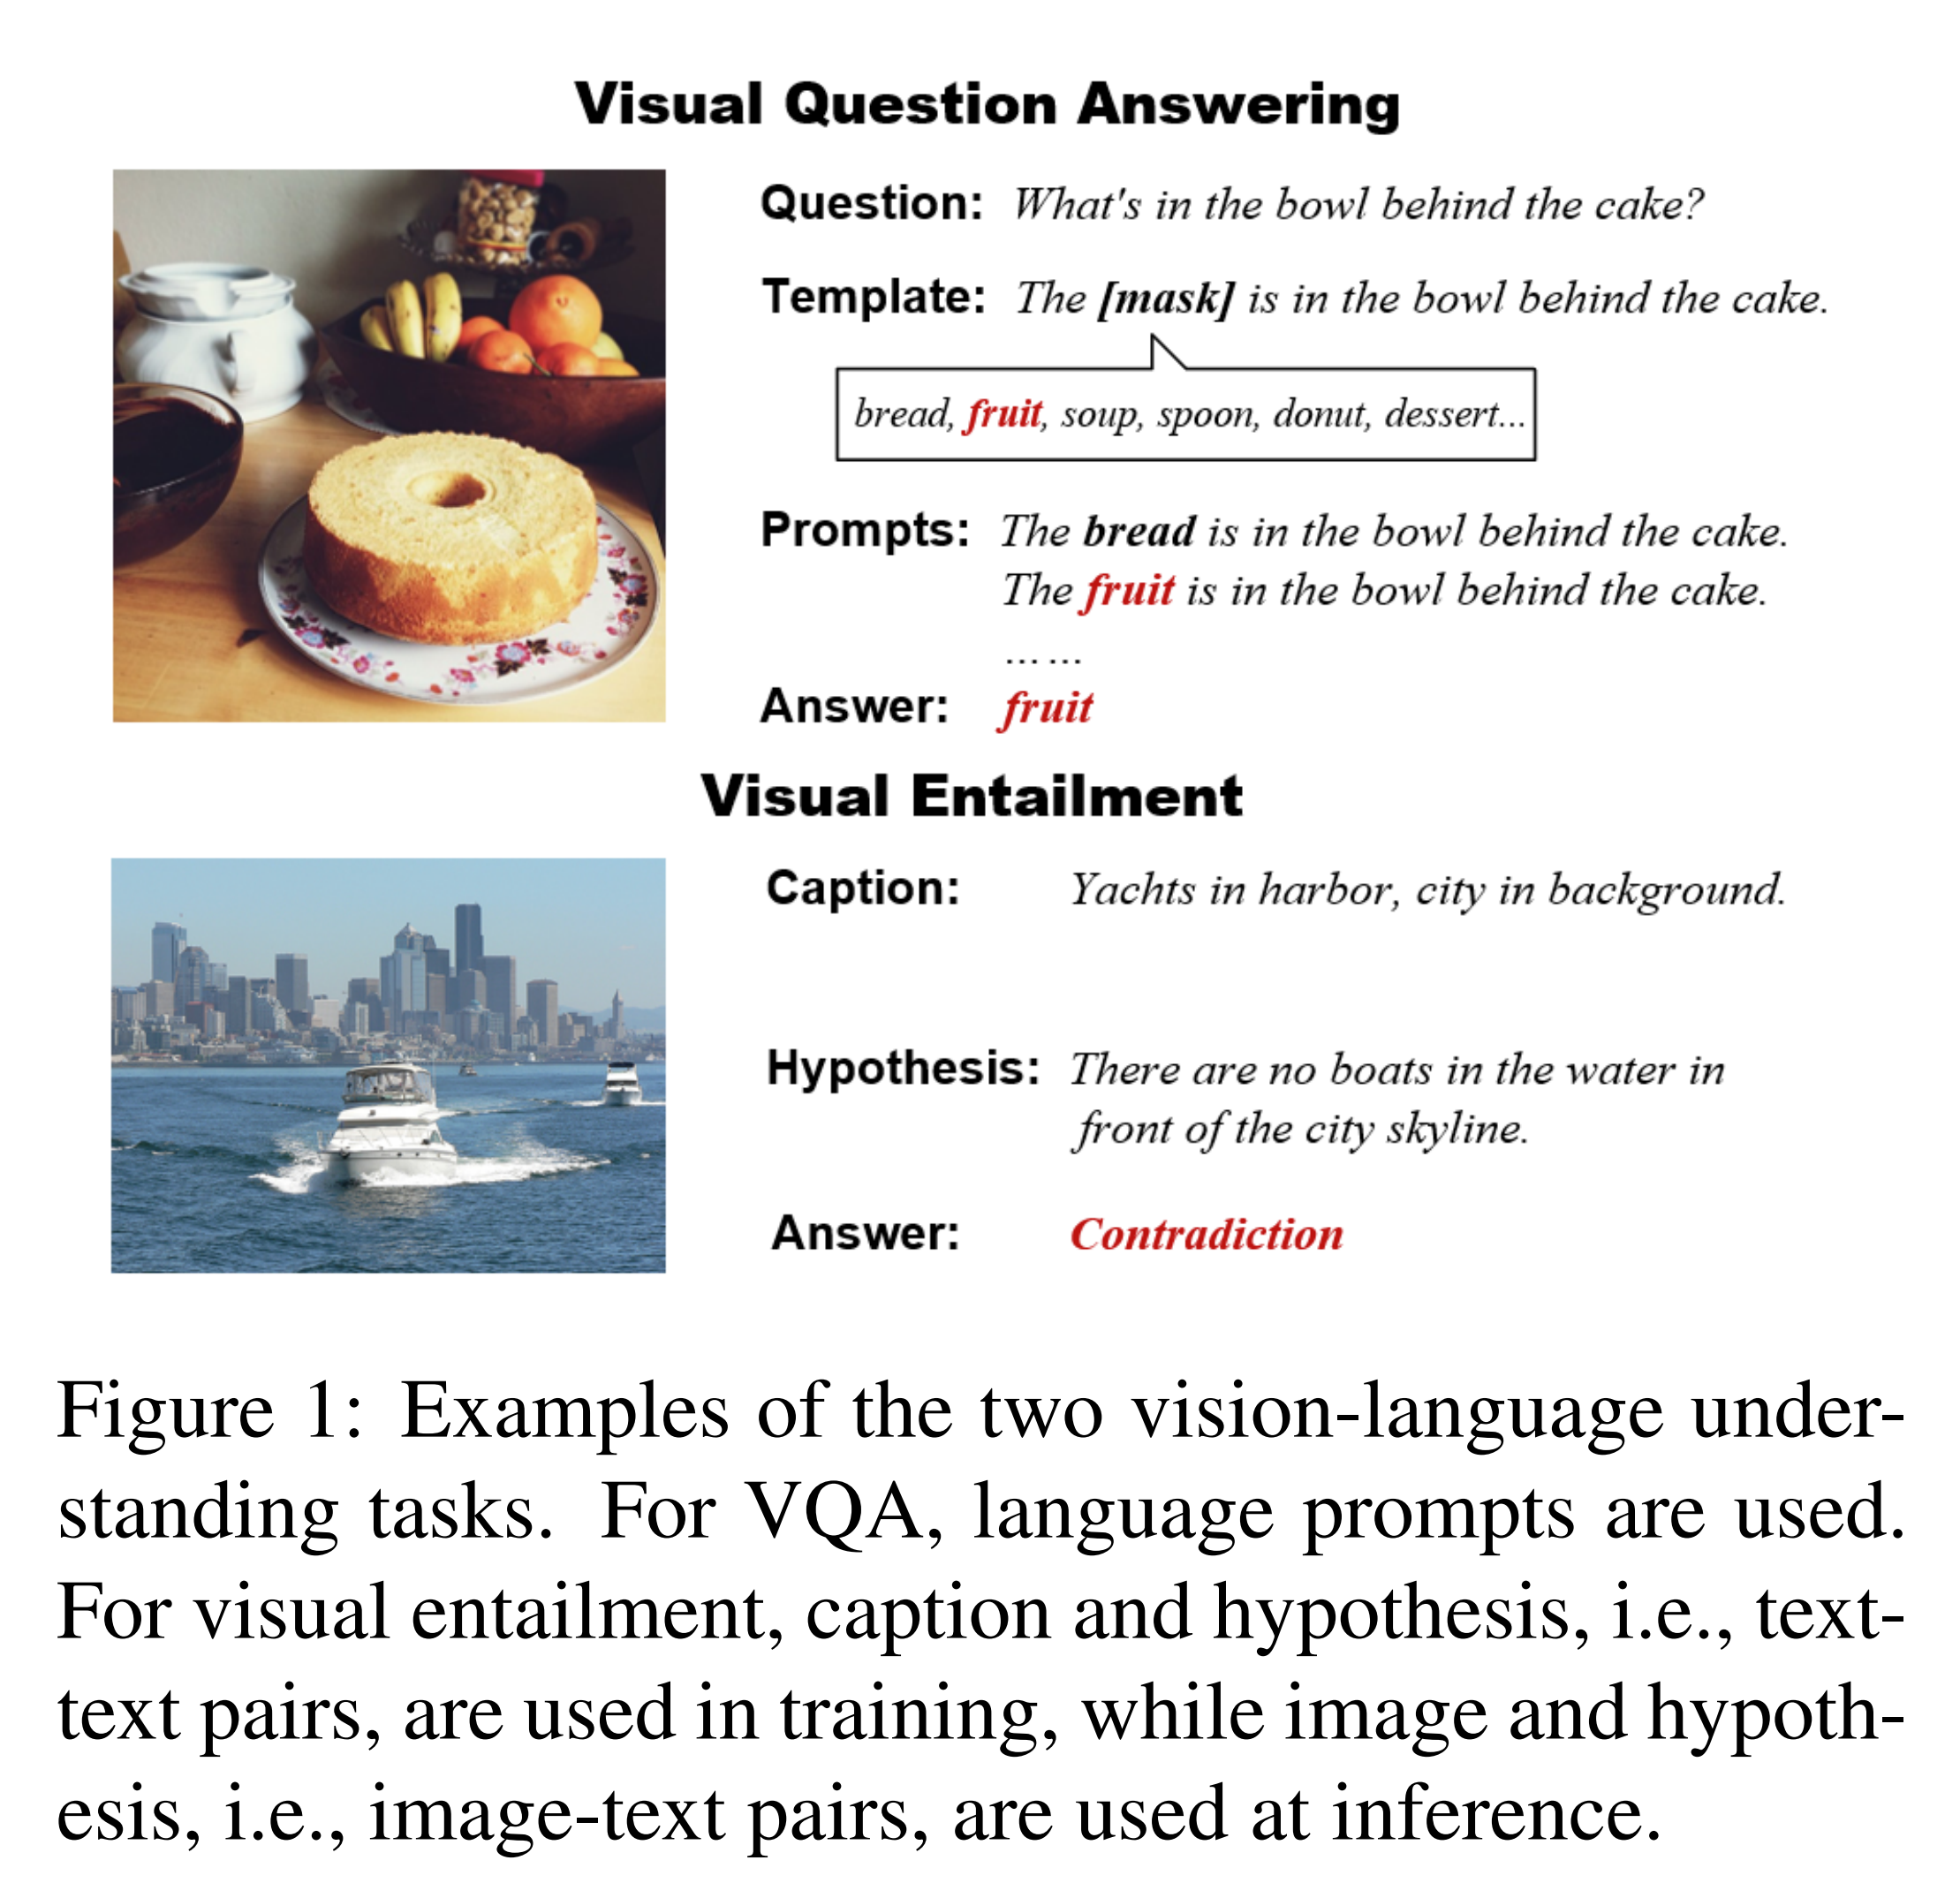 Visual Question Answering
Question: What's in the bowl behind the cake?
Template: The [mask] is in the bowl behind the cake.
bread, fruit, soup, spoon, donut, dessert...
Prompts: The bread is in the bowl behind the cake.
The fruit is in the bowl behind the cake.
... ...
Answer: fruit
Visual Entailment
Caption: Yachts in harbor, city in background.
Hypothesis: There are no boats in the water in
front of the city skyline.
Answer: Contradiction
Figure 1: Examples of the two vision-language under-
standing tasks. For VQA, language prompts are used.
For visual entailment, caption and hypothesis, i.e., text-
text pairs, are used in training, while image and hypoth-
esis, i.e., image-text pairs, are used at inference.